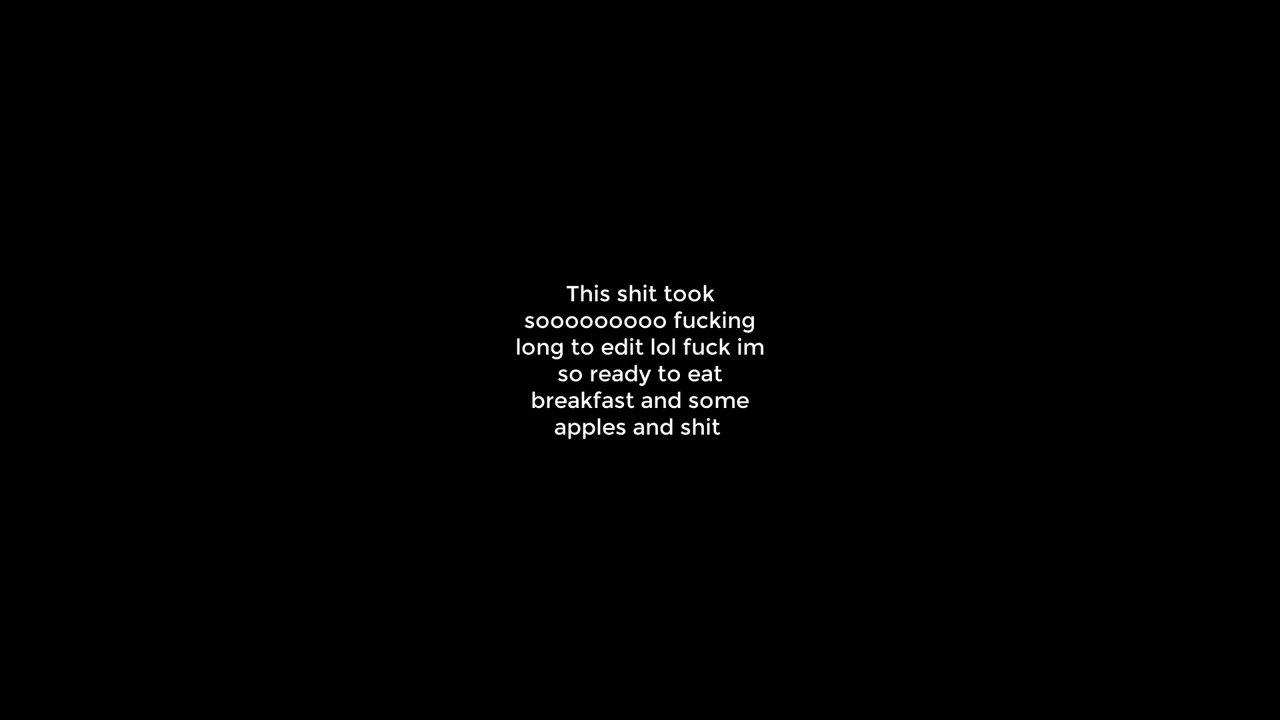 This shit took
sooooooooo fucking
long to edit lol fuck im
so ready to eat
breakfast and some
apples and shit